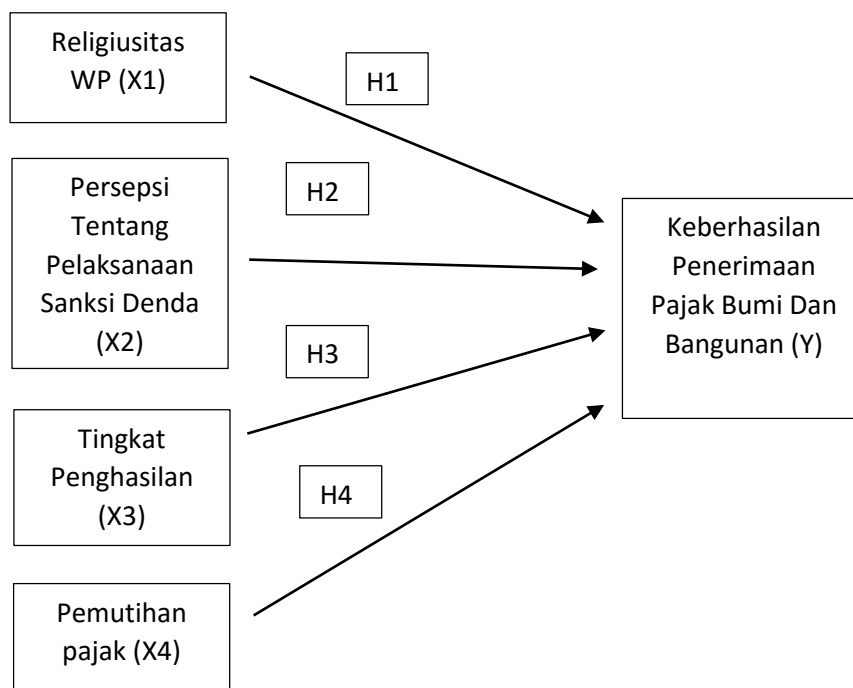 Religiusitas
WP (X1)
H1
Persepsi
Tentang
Pelaksanaan
Sanksi Denda
(X2)
H2
Keberhasilan
Penerimaan
Pajak Bumi Dan
Bangunan (Y)
H3
Tingkat
Penghasilan
(X3)
H4
Pemutihan
pajak (X4)